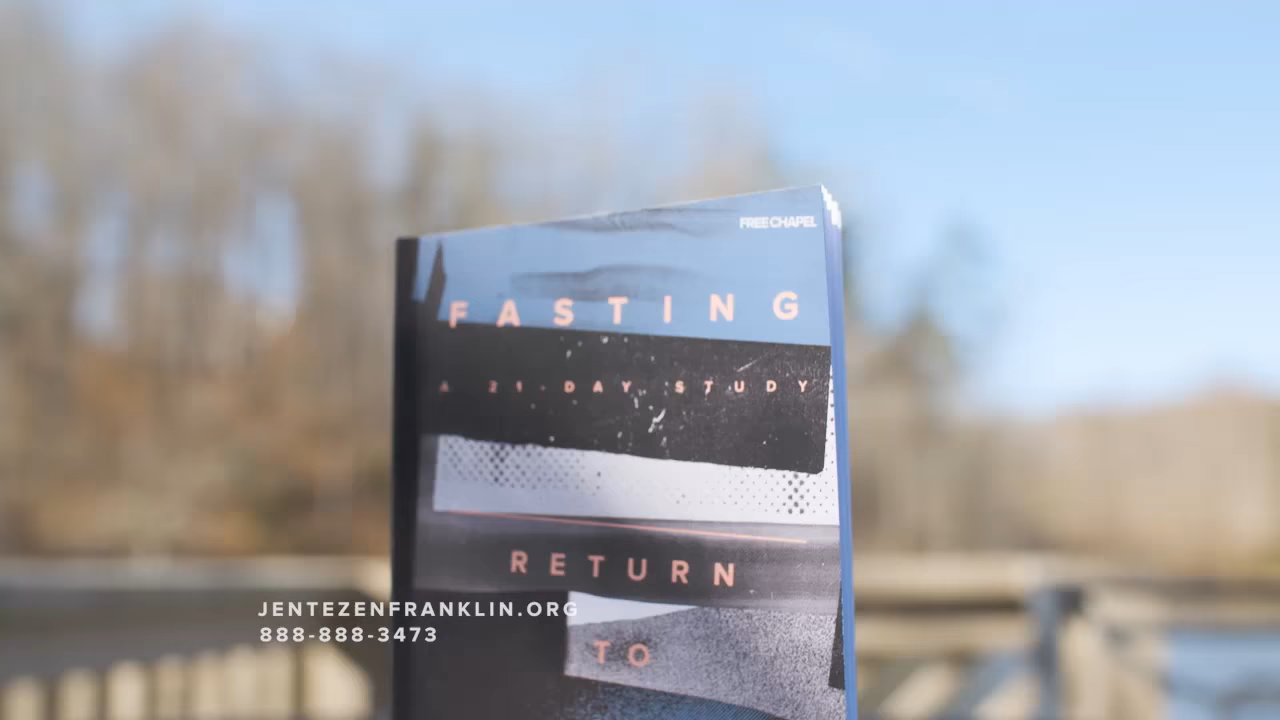 FREE CHAPEL
FASTING
A 21-DAY STUDY
RETURN
TO
JENTEZENFRANKLIN.ORG
888-888-3473